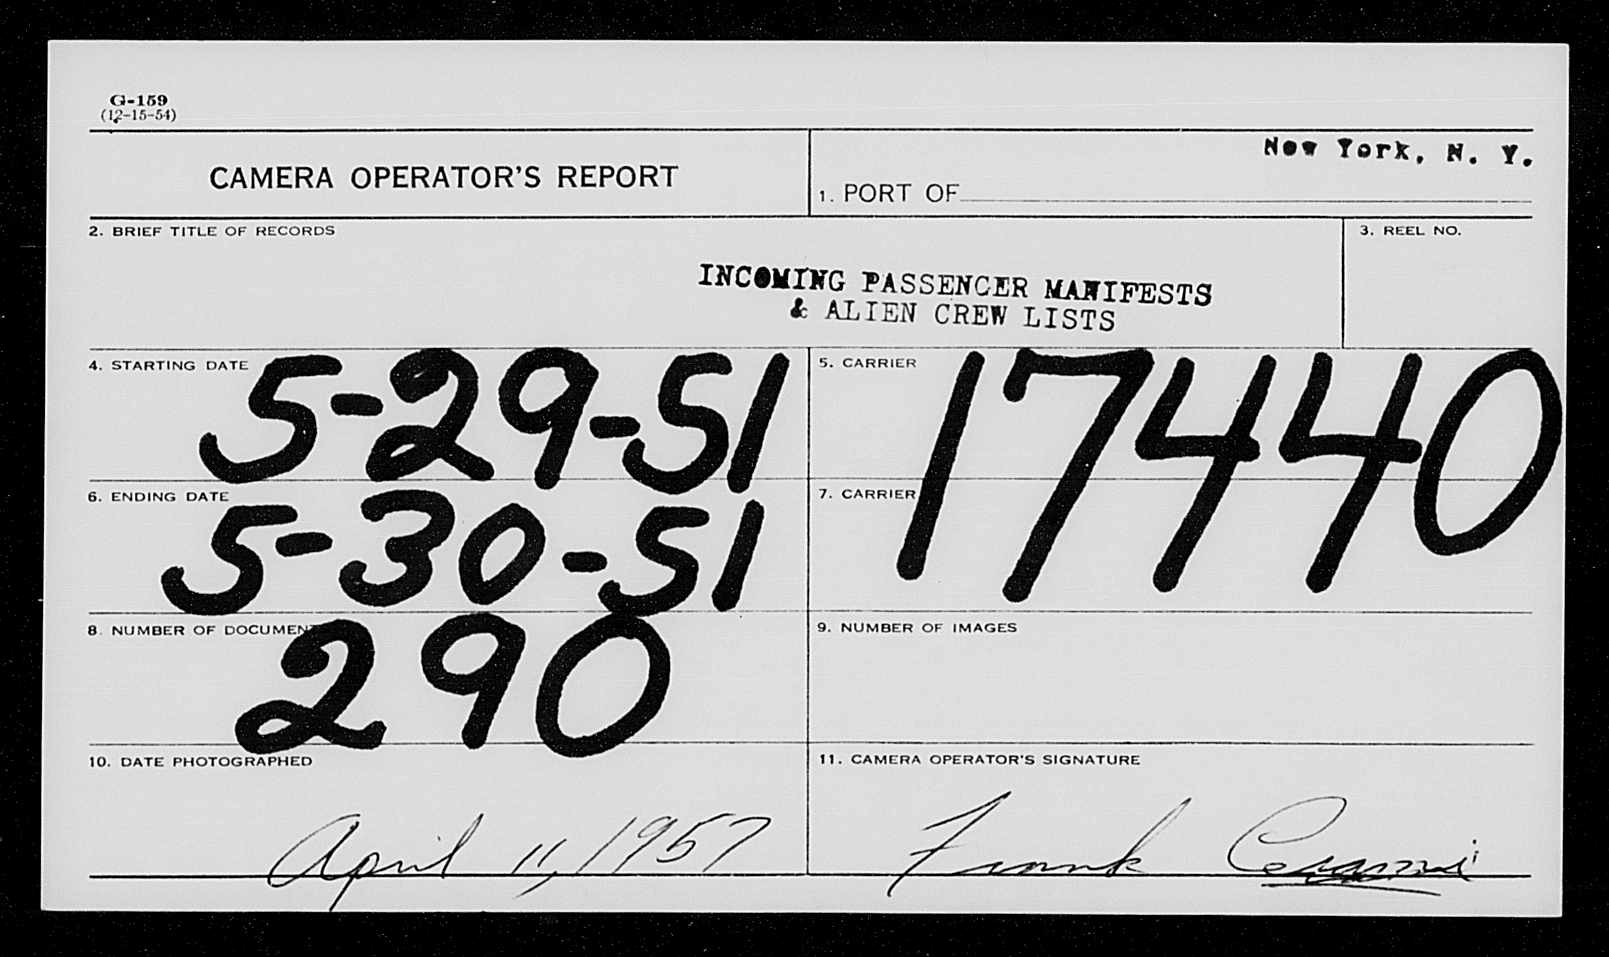 G-159
(12-15-54)
CAMERA OPERATOR'S REPORT
New York, N. Y.
1. PORT OF
2. BRIEF TITLE OF RECORDS
3. REEL NO.
INCOMING PASSENGER MANIFESTS
& ALIEN CREW LISTS
4. STARTING DATE
5-29-51
5. CARRIER
17440
6. ENDING DATE
5-30-51
7. CARRIER
8. NUMBER OF DOCUMENT
290
9. NUMBER OF IMAGES
10. DATE PHOTOGRAPHED
April 11, 1957
11. CAMERA OPERATOR'S SIGNATURE
Frank